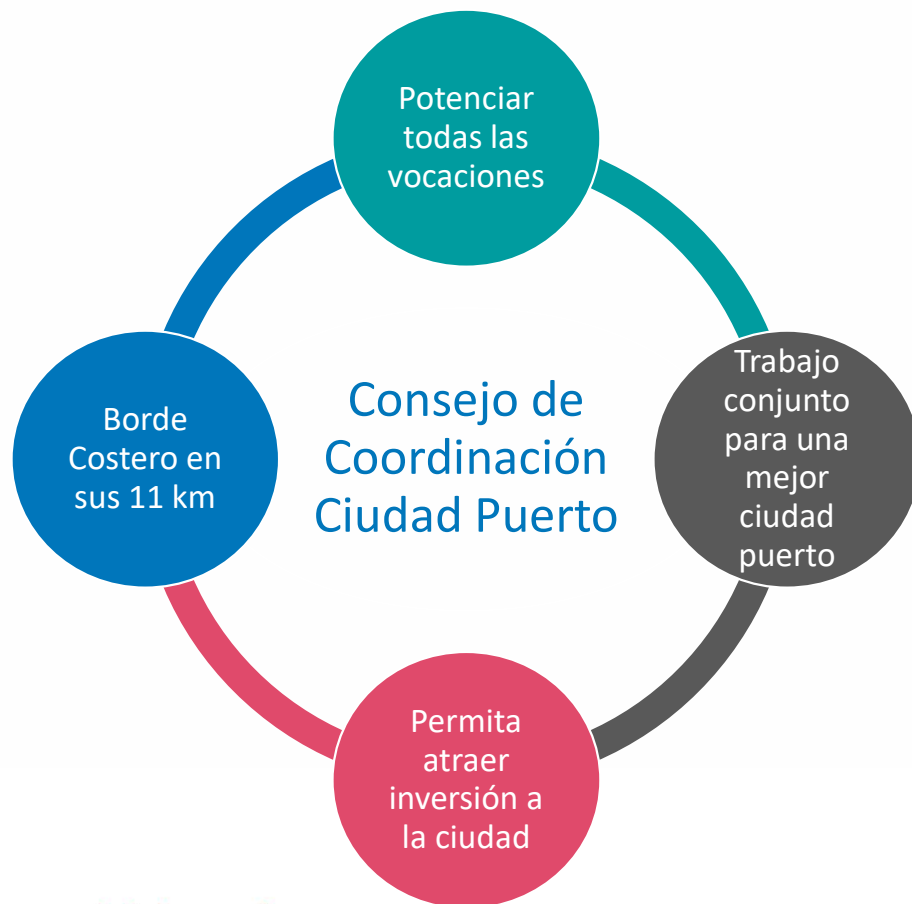 Potenciar
todas las
vocaciones
Trabajo
conjunto
para una
mejor
ciudad
puerto
Permita
atraer
inversión a
la ciudad
Borde
Costero en
sus 11 km
Consejo de
Coordinación
Ciudad Puerto